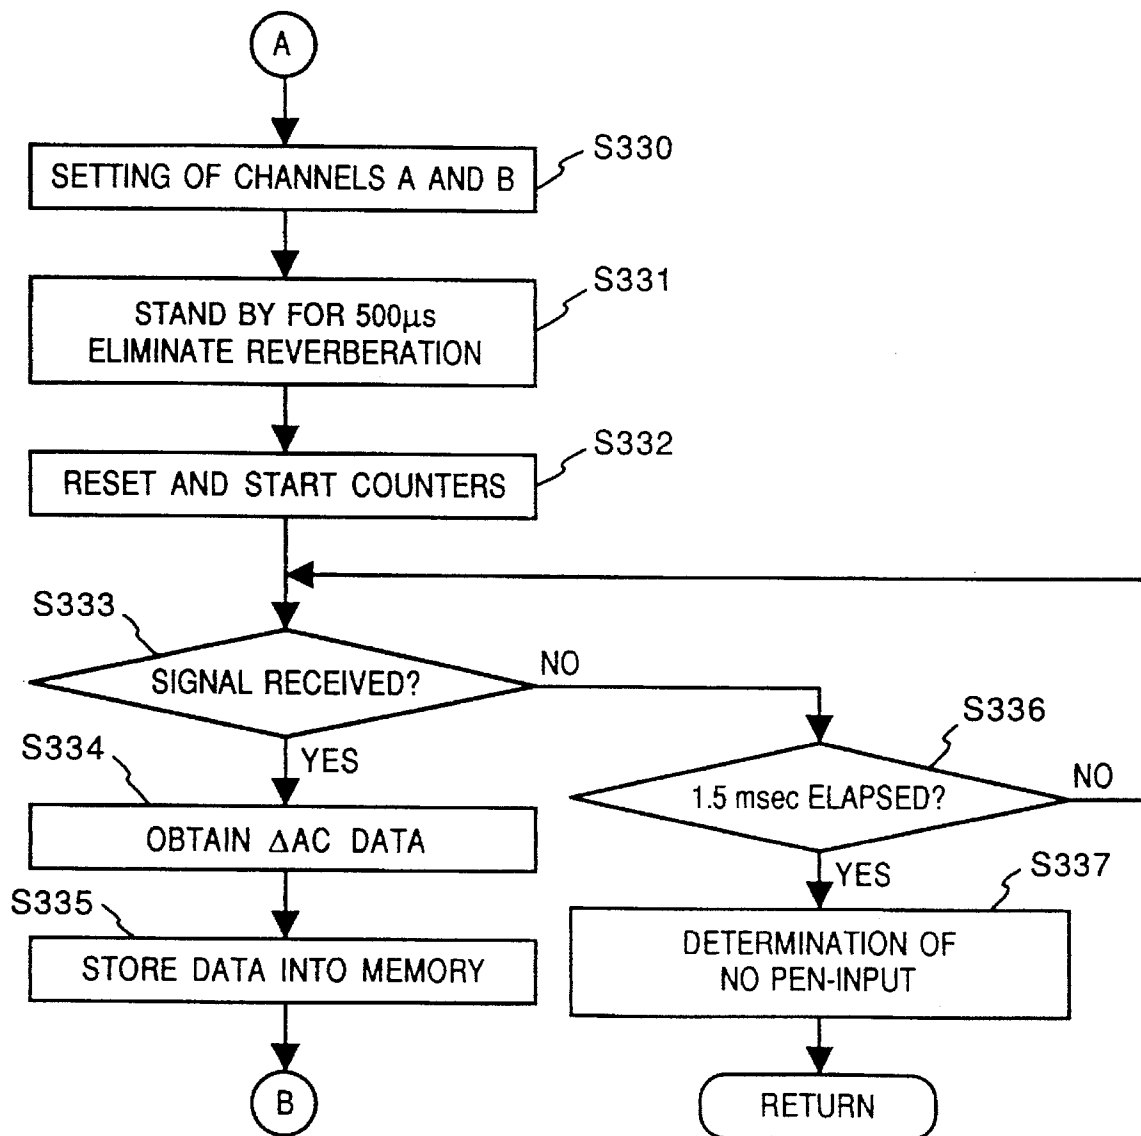 A
SETTING OF CHANNELS A AND B
S330
STAND BY FOR 500µs
ELIMINATE REVERBERATION
S331
RESET AND START COUNTERS
S332
S333
SIGNAL RECEIVED?
NO
YES
S334
OBTAIN ΔAC DATA
S335
STORE DATA INTO MEMORY
B
S336
1.5 msec ELAPSED?
NO
YES
S337
DETERMINATION OF
NO PEN-INPUT
RETURN